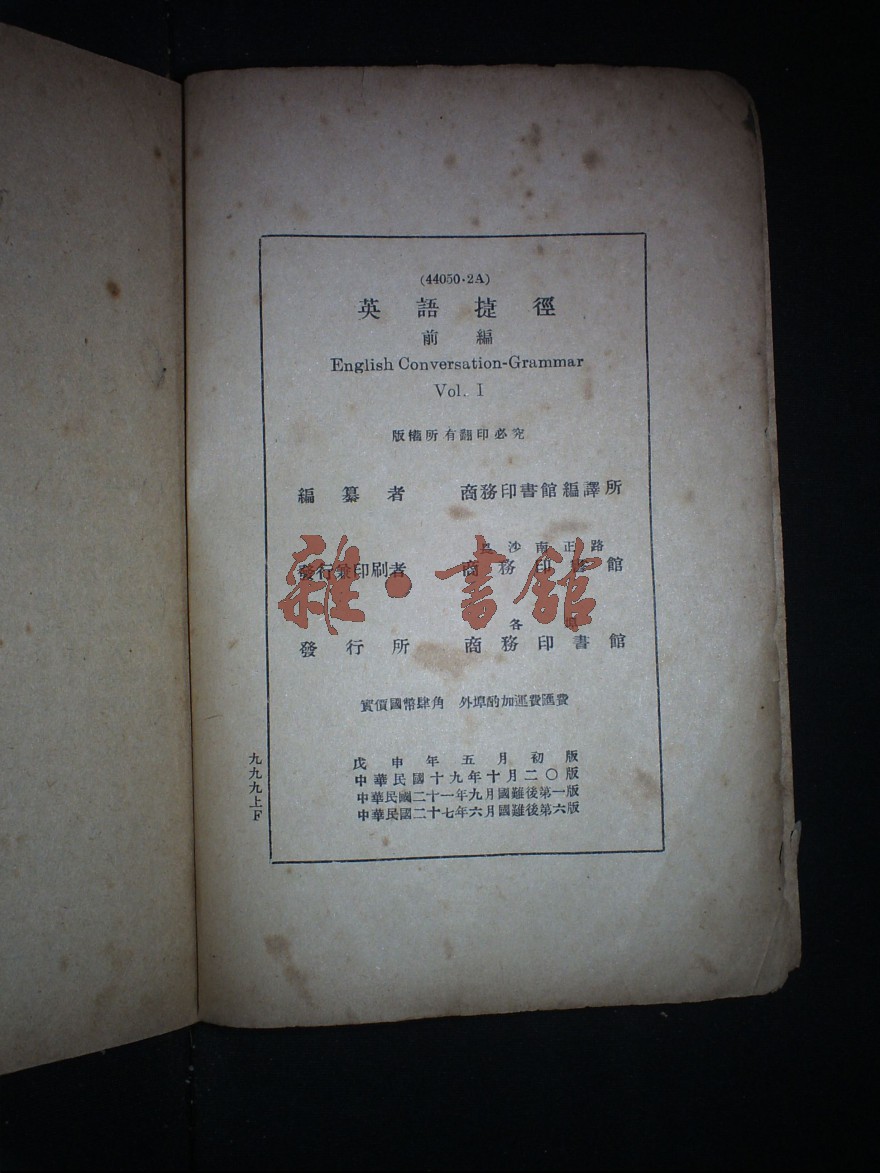 (44050·2A)
英語捷徑
前編
English Conversation-Grammar
Vol. I
版權所有翻印必究
編纂者 商務印書館編譯所
長沙南正路
發行兼印刷者 商務印書館
各
發行所 商務印書館
實價國幣肆角 外埠酌加運費匯費
戊申年五月初版
中華民國十九年十月二〇版
中華民國二十一年九月國難後第一版
中華民國二十七年六月國難後第六版
九九九上F
雜·書館